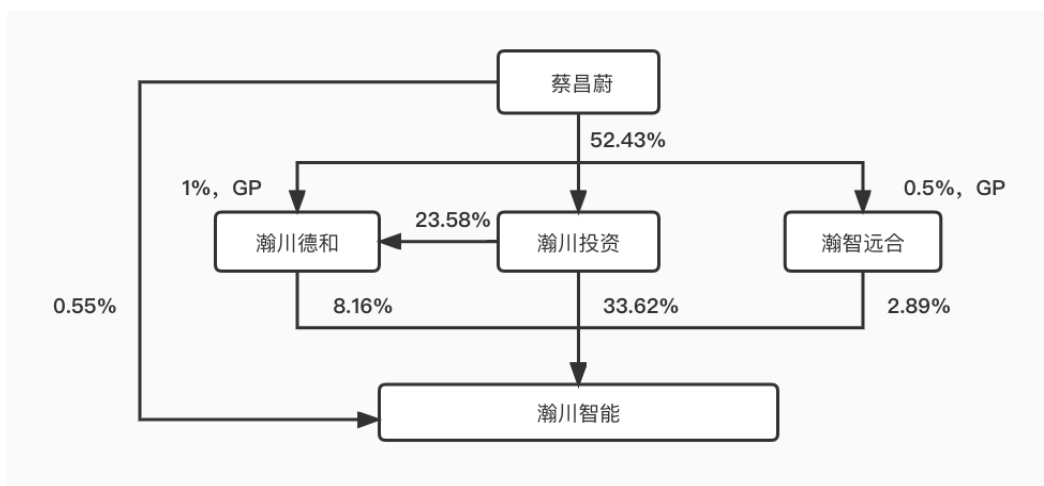 蔡昌蔚
52.43%
1%，GP
0.5%，GP
23.58%
瀚川德和
瀚川投资
瀚智远合
0.55%
8.16%
33.62%
2.89%
瀚川智能